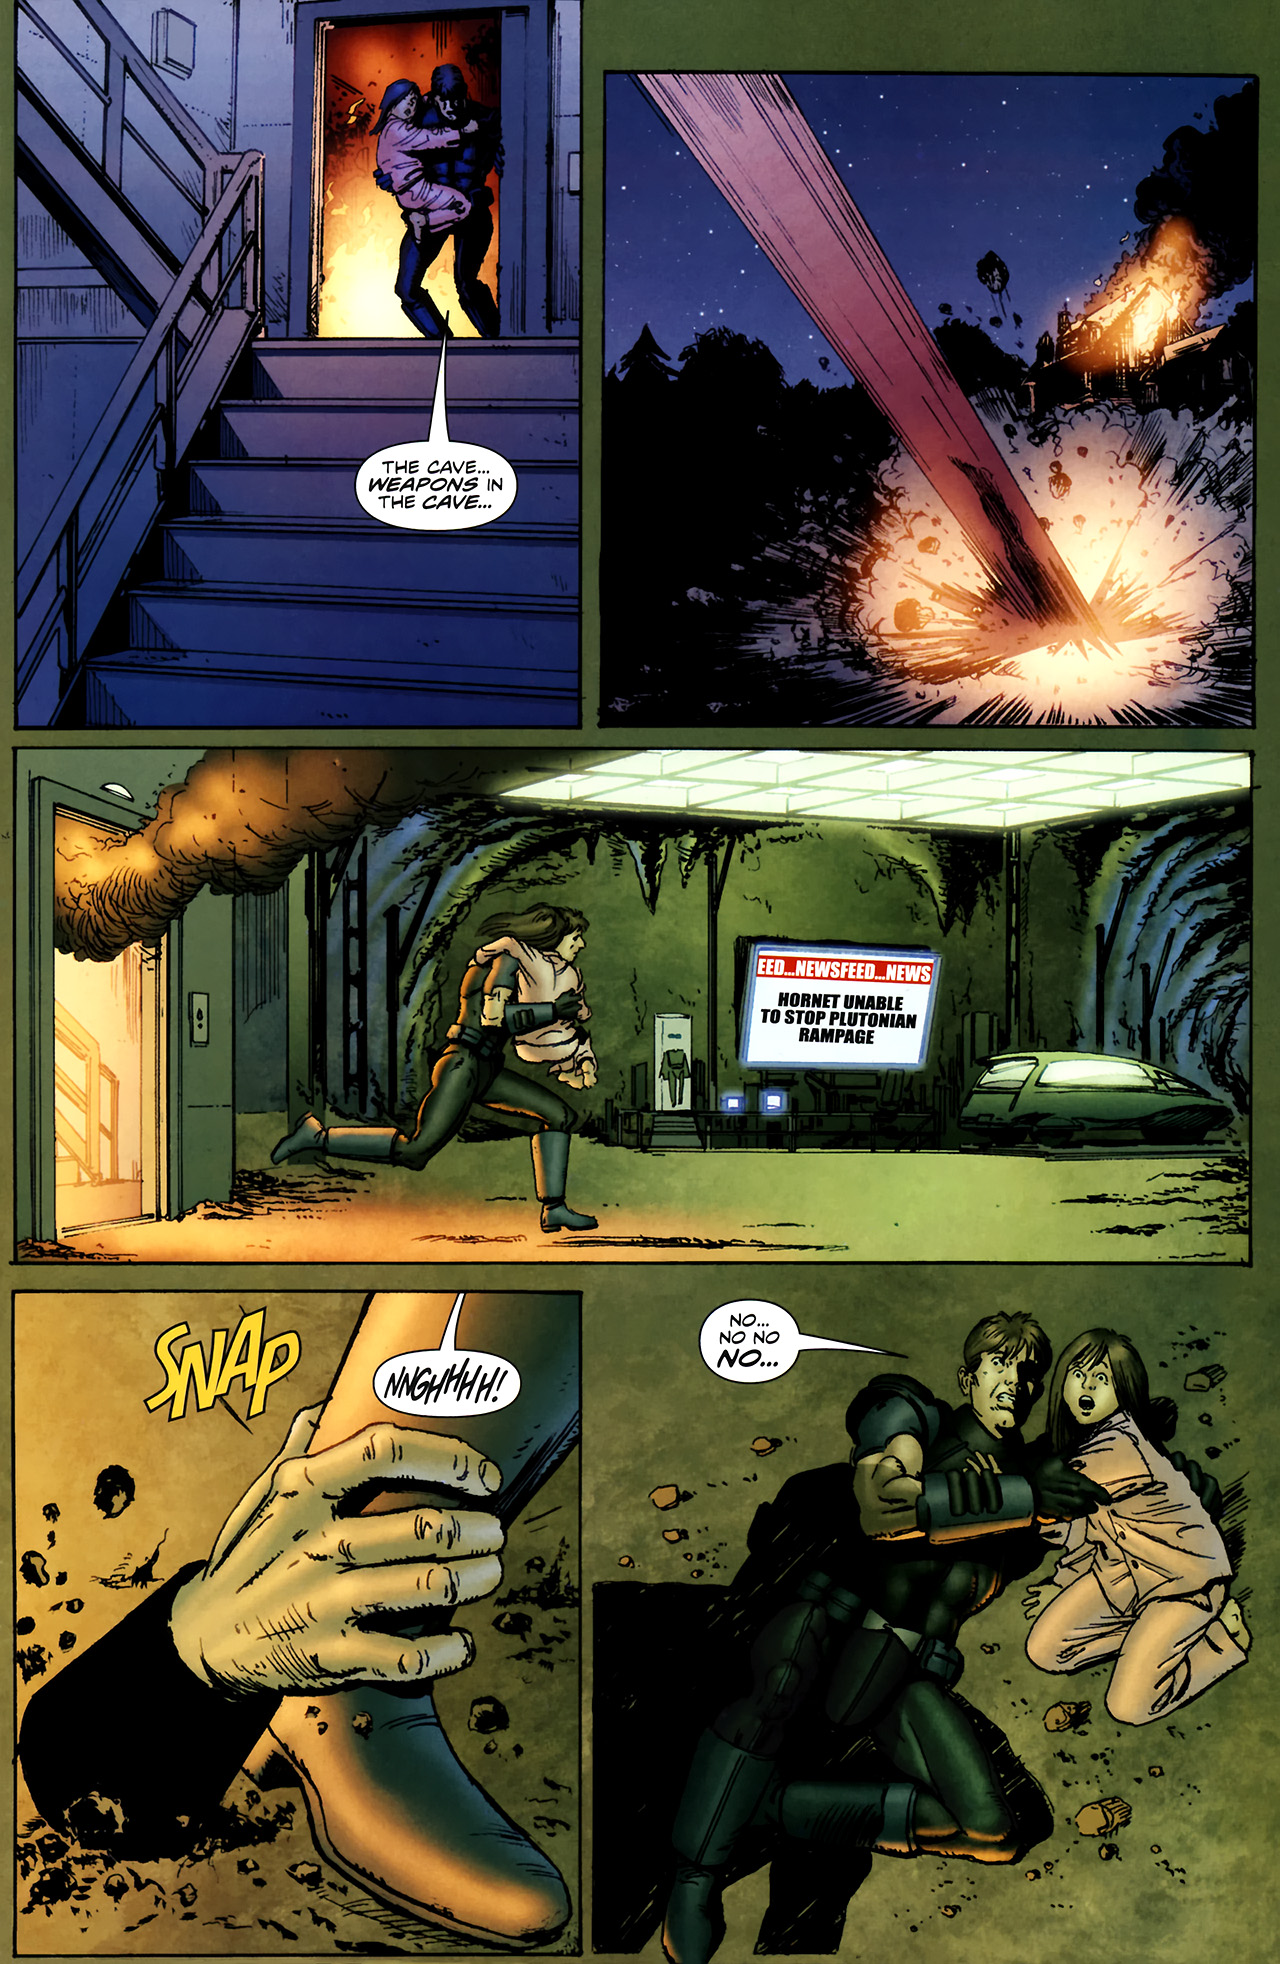 THE CAVE...
WEAPONS IN
THE CAVE...
EED...NEWSFEED...NEWS
HORNET UNABLE
TO STOP PLUTONIAN
RAMPAGE
SNAP
NNGHHHH!
NO...
NO NO
NO...